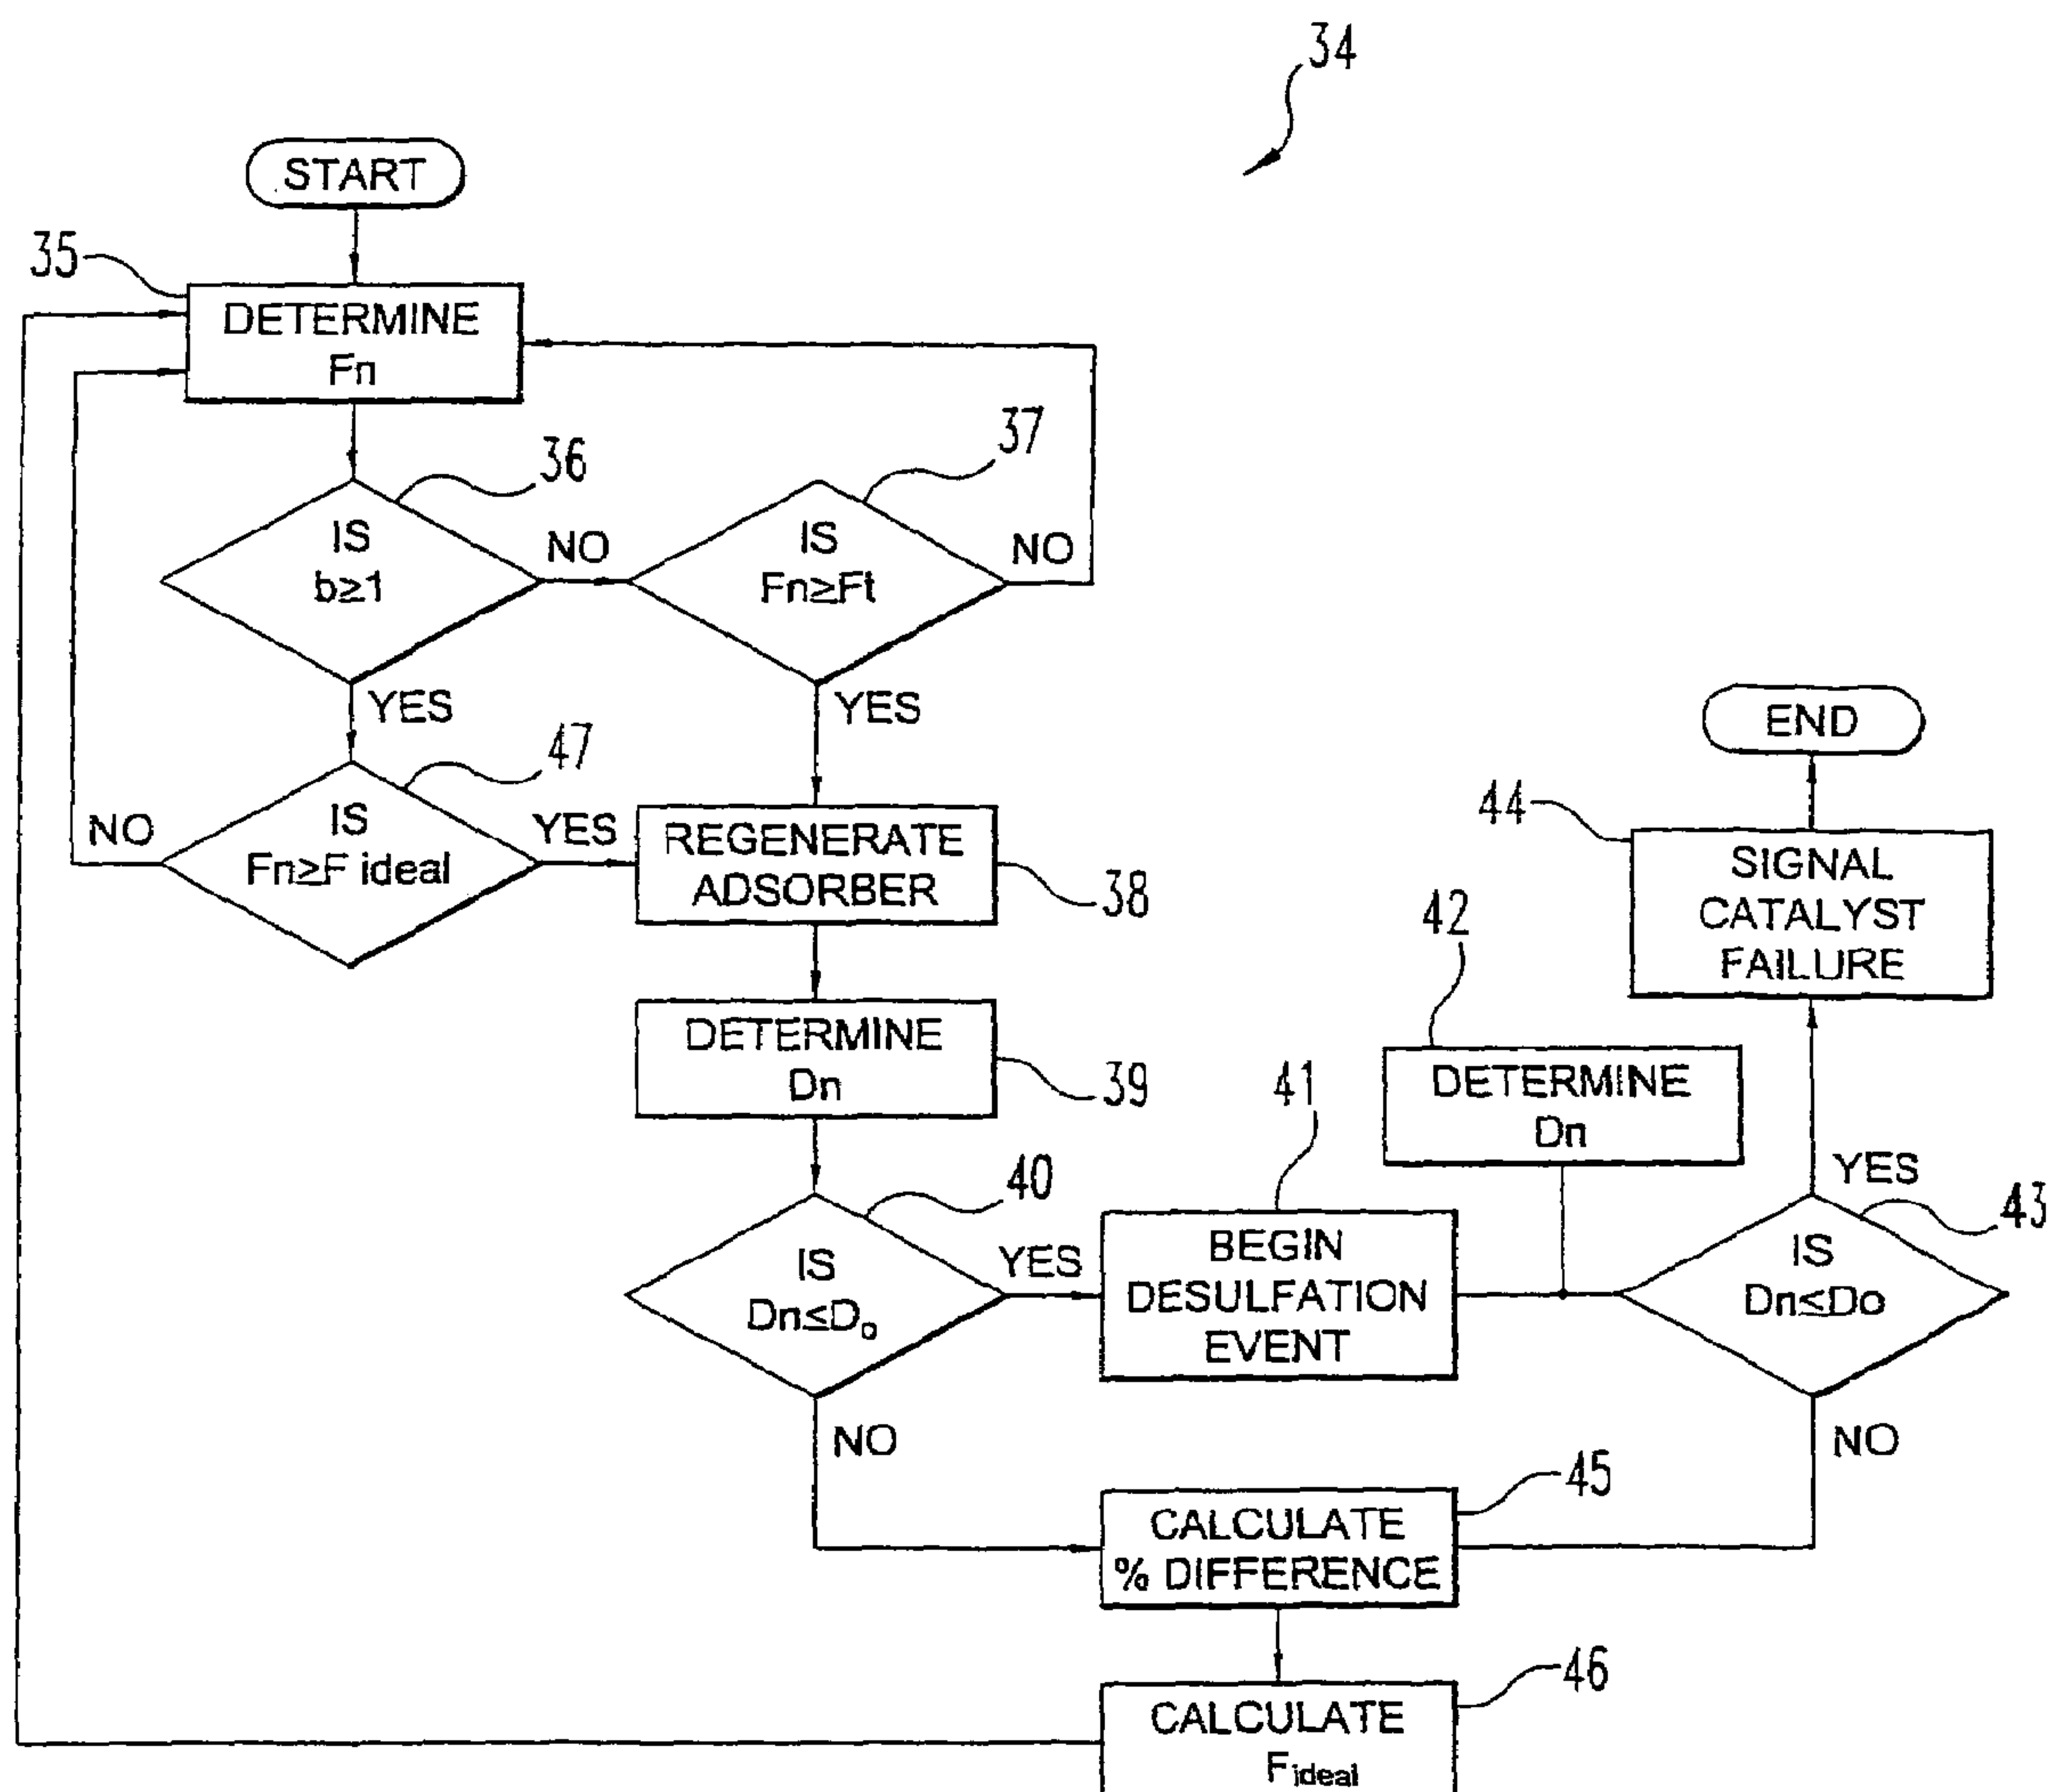 34
START
35
DETERMINE
Fn
36
IS
b≥1
NO
37
IS
Fn≥Ft
NO
YES
YES
47
IS
Fn≥F ideal
NO
YES
REGENERATE
ADSORBER
38
DETERMINE
Dn
39
40
IS
Dn≤Do
YES
41
BEGIN
DESULFATION
EVENT
42
DETERMINE
Dn
43
IS
Dn≤Do
YES
44
SIGNAL
CATALYST
FAILURE
END
NO
NO
45
CALCULATE
% DIFFERENCE
46
CALCULATE
Fideal